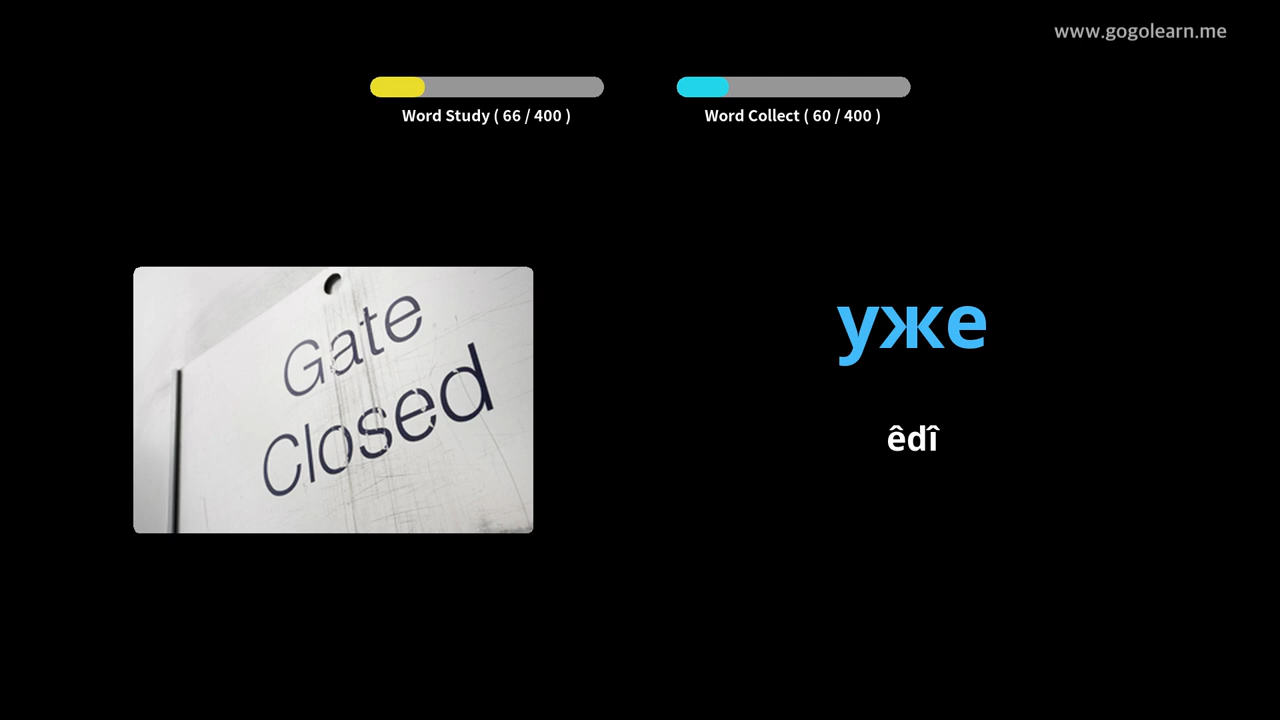 www.gogolearn.me
Word Study ( 66 / 400 )
Word Collect ( 60 / 400 )
Gate
Closed
уже
êdî